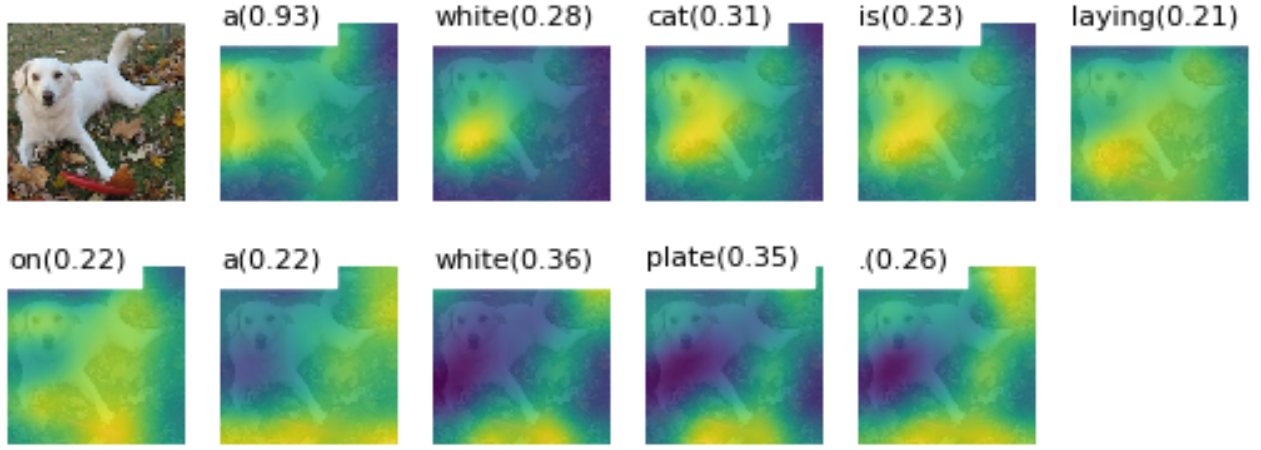 a(0.93) white(0.28) cat(0.31) is(0.23) laying(0.21)
on(0.22) a(0.22) white(0.36) plate(0.35) .(0.26)